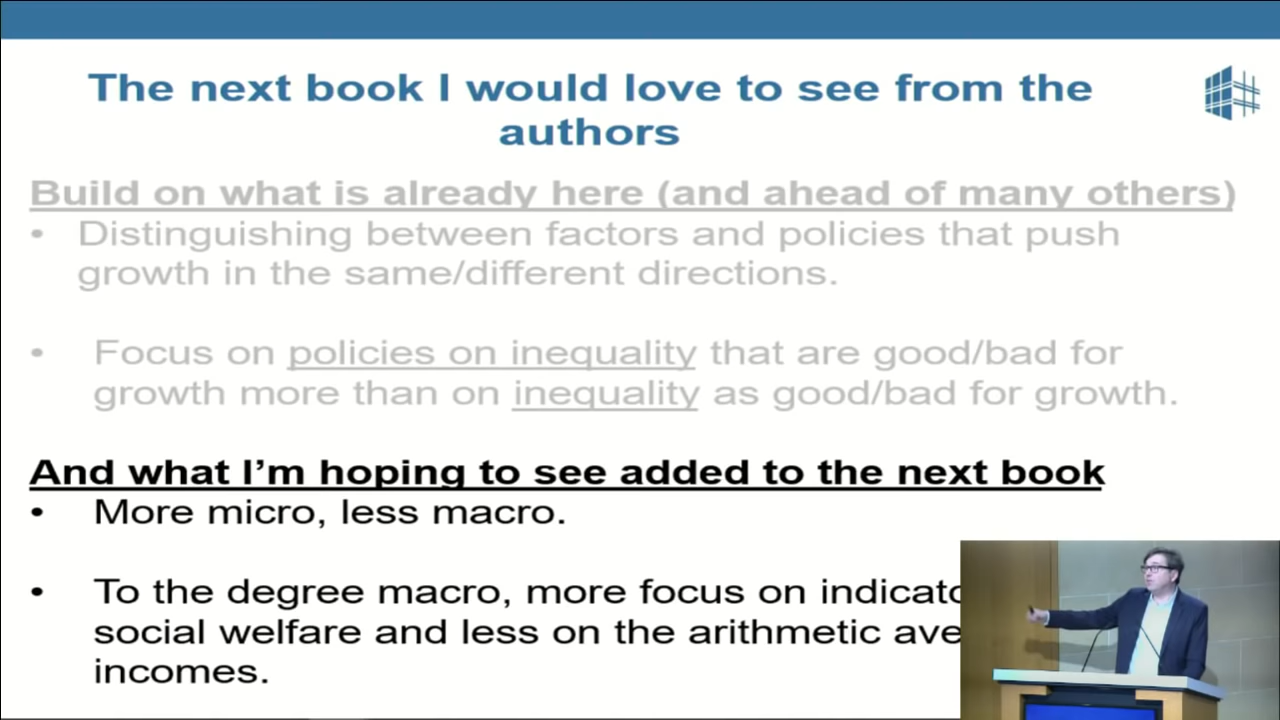 The next book I would love to see from the
authors
Build on what is already here (and ahead of many others)
• Distinguishing between factors and policies that push
growth in the same/different directions.
• Focus on policies on inequality that are good/bad for
growth more than on inequality as good/bad for growth.
And what I’m hoping to see added to the next book
• More micro, less macro.
• To the degree macro, more focus on
social welfare and less on the arithmetic
incomes.